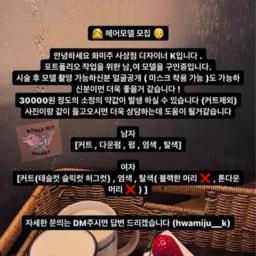 헤어모델 모집
안녕하세요 화미주 사상점 디자이너 K입니다 .
포트폴리오 작업을 위한 남,여 모델을 구인중입니다.
시술 후 모델 촬영 가능하신분 얼굴공개 ( 마스크 착용 가능 )도 가능하
신분이면 더욱 좋을거 같습니다 !
30000원 정도의 소정의 약값이 발생 하실 수 있습니다 (커트제외)
사진이랑 같이 들고오시면 더욱 상담하는데 도움이 될거같습니다
남자
[커트 , 다운펌 , 펌 , 염색 , 탈색]
여자
[커트(태슬컷 슬릭컷 허그컷) , 염색 , 탈색( 블랙한 머리 ❌ , 톤다운
머리 ❌ ) ]
자세한 문의는 DM주시면 답변 드리겠습니다 (hwamiju___k)